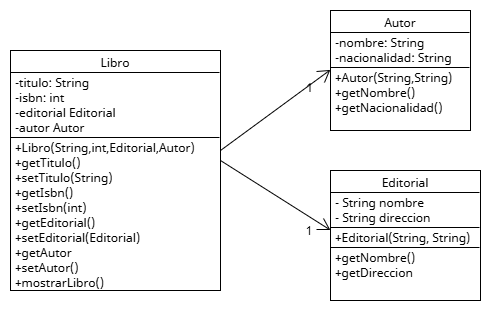 Libro
-titulo: String
-isbn: int
-editorial Editorial
-autor Autor
+Libro(String,int,Editorial,Autor)
+getTitulo()
+setTitulo(String)
+getIsbn()
+setIsbn(int)
+getEditorial()
+setEditorial(Editorial)
+getAutor
+setAutor()
+mostrarLibro()
1
1
Autor
-nombre: String
-nacionalidad: String
+Autor(String,String)
+getNombre()
+getNacionalidad()
Editorial
- String nombre
- String direccion
+Editorial(String, String)
+getNombre()
+getDireccion